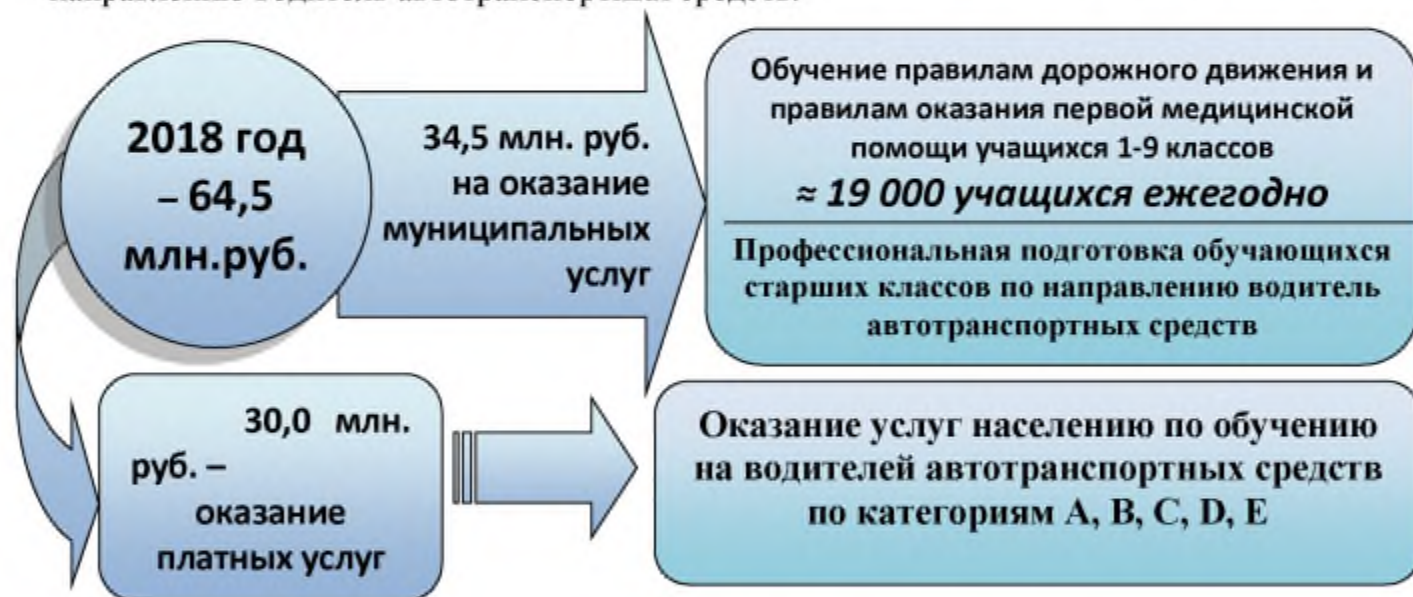 2018 год
– 64,5
млн.руб.
34,5 млн. руб.
на оказание
муниципальных
услуг
Обучение правилам дорожного движения и
правилам оказания первой медицинской
помощи учащихся 1-9 классов
≈ 19 000 учащихся ежегодно
Профессиональная подготовка обучающихся
старших классов по направлению водитель
автотранспортных средств
30,0 млн.
руб. –
оказание
платных услуг
Оказание услуг населению по обучению
на водителей автотранспортных средств
по категориям А, В, С, D, Е